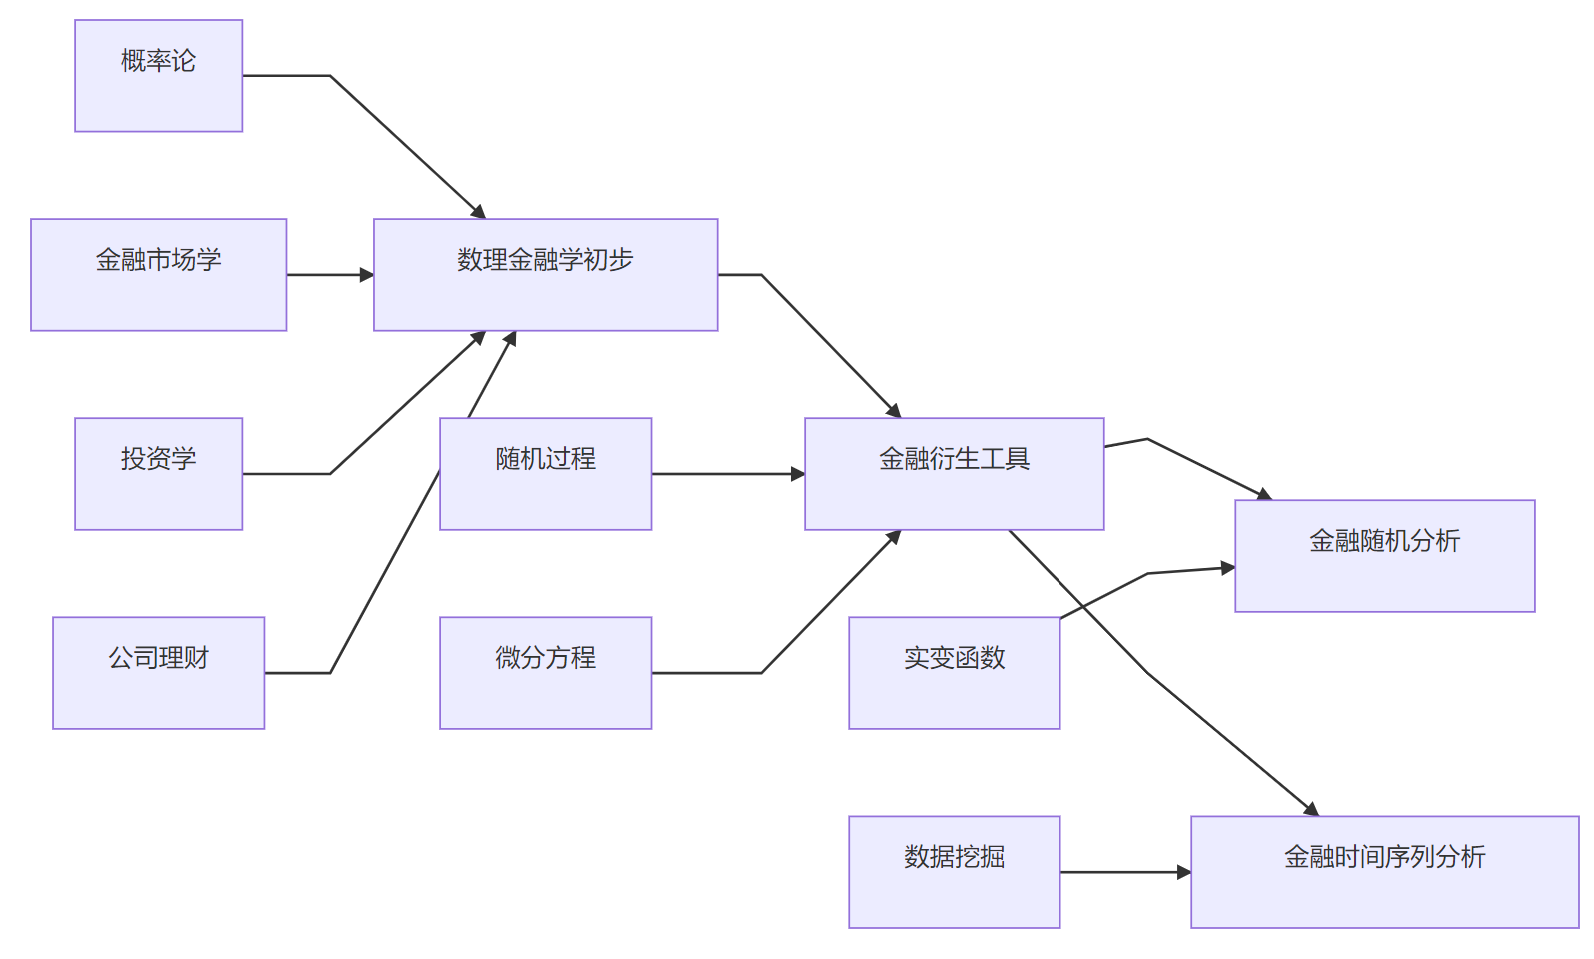 概率论
金融市场学
数理金融学初步
投资学
随机过程
金融衍生工具
金融随机分析
公司理财
微分方程
实变函数
数据挖掘
金融时间序列分析